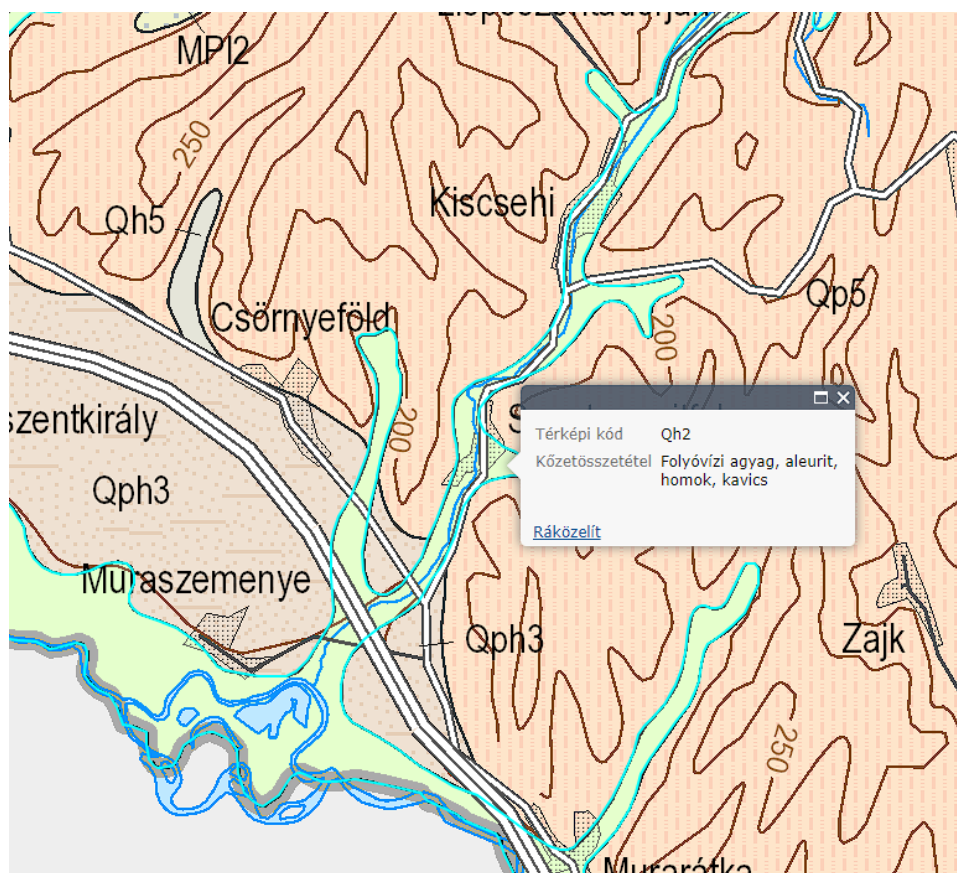 MPl2
250
Kiscsehi
Qh5
Qp5
Csörnyeföld
200
200
szentkirály
Térképi kód Qh2
Kőzetösszetétel Folyóvízi agyag, aleurit,
homok, kavics
Ráközelít
Qph3
Muraszemenye
Qph3
Zajk
250
Murarátka